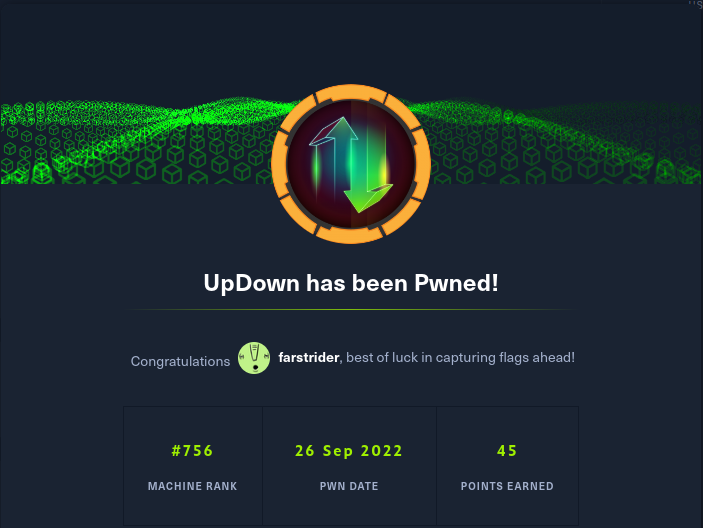 UpDown has been Pwned!
Congratulations farstrider, best of luck in capturing flags ahead!
#756 26 Sep 2022 45
MACHINE RANK PWN DATE POINTS EARNED